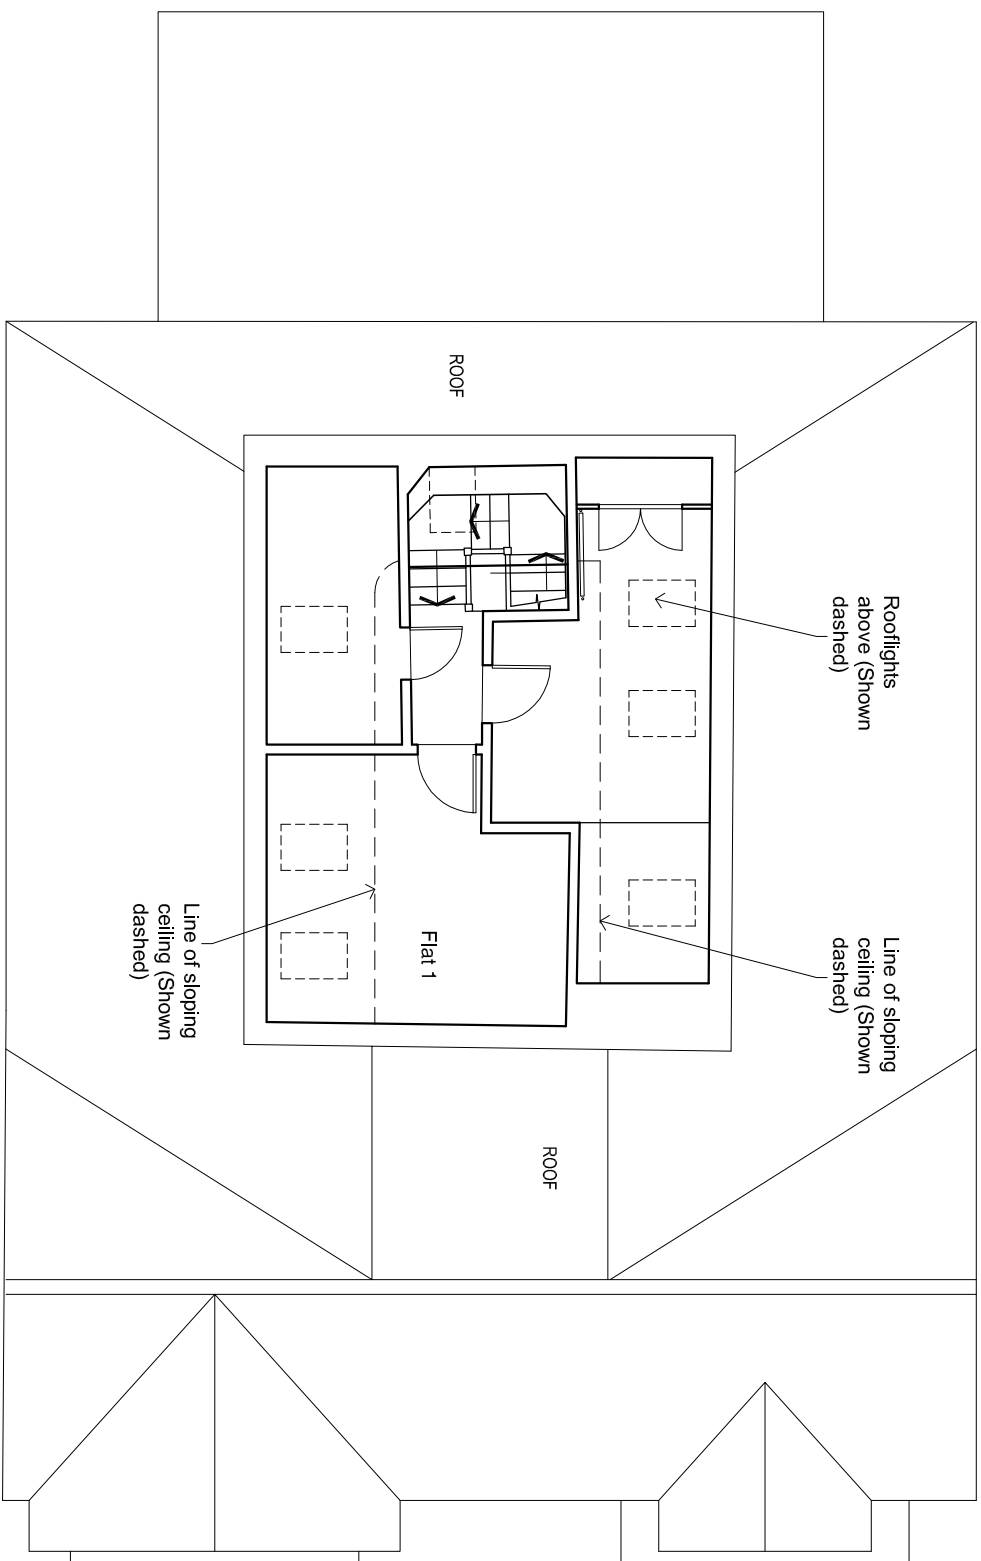 ROOF
Rooflights
above (Shown
dashed)
Line of sloping
ceiling (Shown
dashed)
Flat 1
Line of sloping
ceiling (Shown
dashed)
ROOF